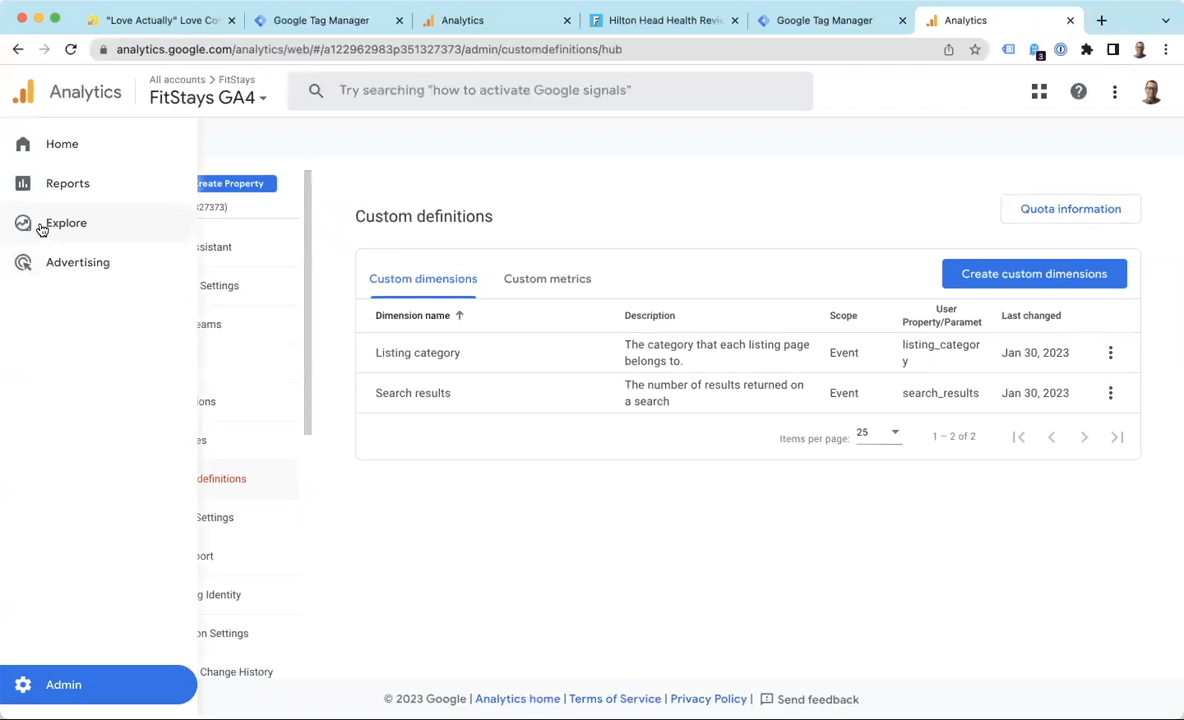 "Love Actually" Love Co
Google Tag Manager
Analytics
Hilton Head Health Revie
Google Tag Manager
Analytics
analytics.google.com/analytics/web/#/a122962983p351327373/admin/customdefinitions/hub
3
Analytics
All accounts > FitStays
FitStays GA4
Try searching "how to activate Google signals"
Home
Reports
Explore
Advertising
Admin
reate Property
327373)
ssistant
Settings
eams
ions
es
definitions
Settings
port
g Identity
on Settings
Change History
Custom definitions
Quota information
Custom dimensions
Custom metrics
Create custom dimensions
Dimension name
Description
Scope
User
Property/Paramet
Last changed
Listing category
The category that each listing page
belongs to.
Event
listing_categor
y
Jan 30, 2023
Search results
The number of results returned on
a search
Event
search_results
Jan 30, 2023
Items per page:
25
1 – 2 of 2
© 2023 Google | Analytics home | Terms of Service | Privacy Policy | Send feedback